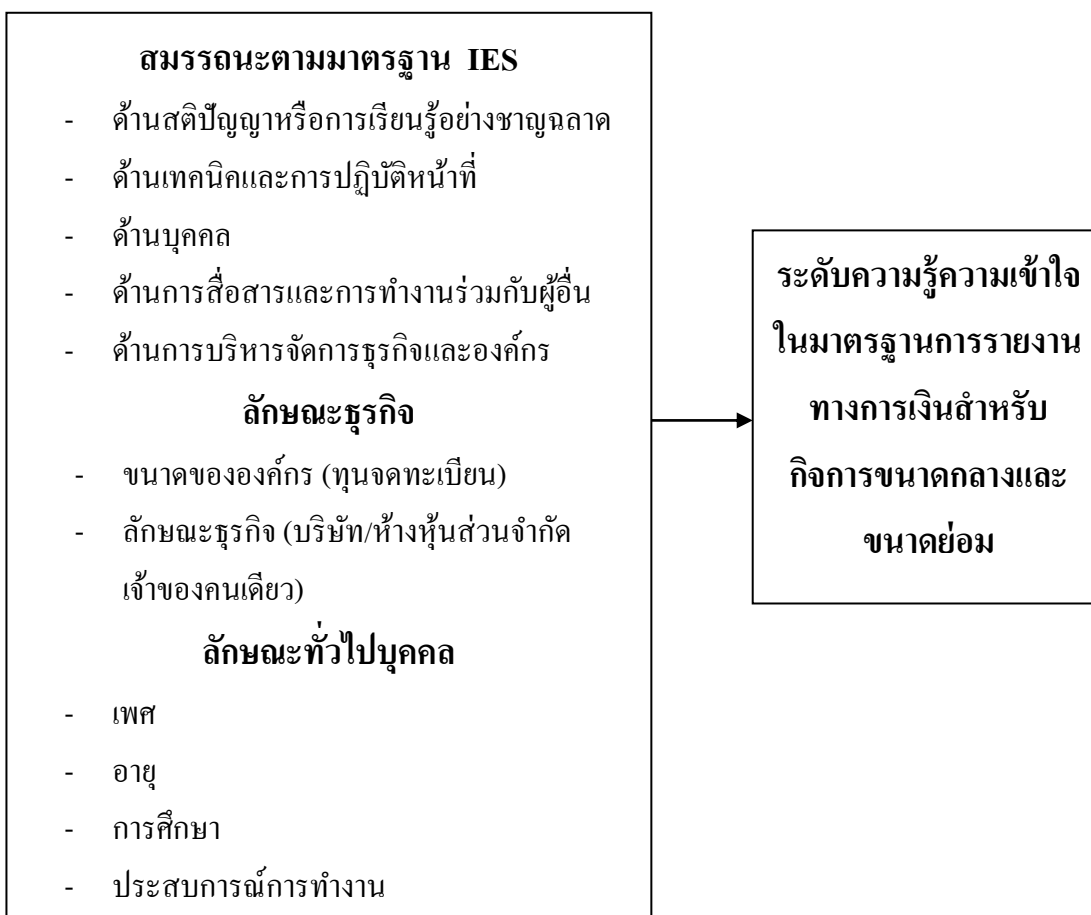 สมรรถนะตามมาตรฐาน IES
- ด้านสติปัญญาหรือการเรียนรู้อย่างชาญฉลาด
- ด้านเทคนิคและการปฏิบัติหน้าที่
- ด้านบุคคล
- ด้านการสื่อสารและการทำงานร่วมกับผู้อื่น
- ด้านการบริหารจัดการธุรกิจและองค์กร
ลักษณะธุรกิจ
- ขนาดขององค์กร (ทุนจดทะเบียน)
- ลักษณะธุรกิจ (บริษัท/ห้างหุ้นส่วนจำกัด
เจ้าของคนเดียว)
ลักษณะทั่วไปบุคคล
- เพศ
- อายุ
- การศึกษา
- ประสบการณ์การทำงาน
ระดับความรู้ความเข้าใจ
ในมาตรฐานการรายงาน
ทางการเงินสำหรับ
กิจการขนาดกลางและ
ขนาดย่อม